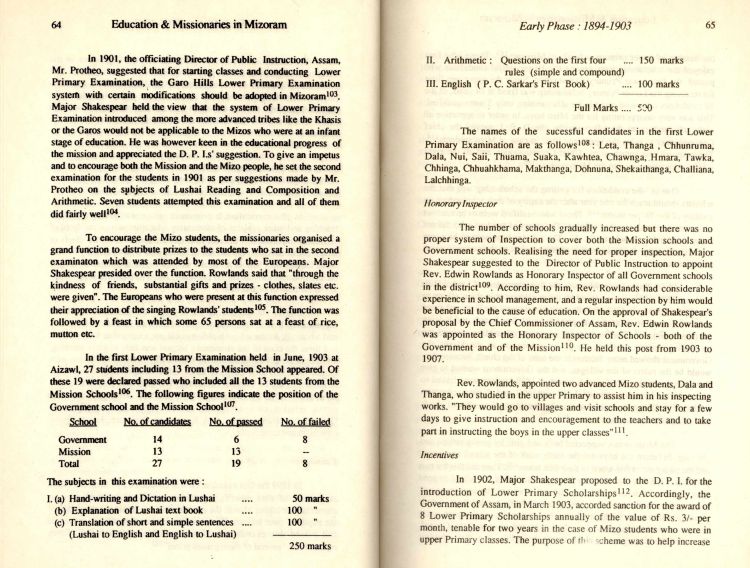 64 Education & Missionaries in Mizoram
In 1901, the officiating Director of Public Instruction, Assam,
Mr. Protheo, suggested that for starting classes and conducting Lower
Primary Examination, the Garo Hills Lower Primary Examination
system with certain modifications should be adopted in Mizoram103.
Major Shakespear held the view that the system of Lower Primary
Examination introduced among the more advanced tribes like the Khasis
or the Garos would not be applicable to the Mizos who were at an infant
stage of education. He was however keen in the educational progress of
the mission and appreciated the D. P. I.s' suggestion. To give an impetus
and to encourage both the Mission and the Mizo people, he set the second
examination for the students in 1901 as per suggestions made by Mr.
Protheo on the subjects of Lushai Reading and Composition and
Arithmetic. Seven students attempted this examination and all of them
did fairly well104.
To encourage the Mizo students, the missionaries organised a
grand function to distribute prizes to the students who sat in the second
examinaton which was attended by most of the Europeans. Major
Shakespear presided over the function. Rowlands said that "through the
kindness of friends, substantial gifts and prizes - clothes, slates etc.
were given". The Europeans who were present at this function expressed
their appreciation of the singing Rowlands' students105. The function was
followed by a feast in which some 65 persons sat at a feast of rice,
mutton etc.
In the first Lower Primary Examination held in June, 1903 at
Aizawl, 27 students including 13 from the Mission School appeared. Of
these 19 were declared passed who included all the 13 students from the
Mission Schools106. The following figures indicate the position of the
Government school and the Mission School107.
School No. of candidates No. of passed No. of failed
Government 14 6 8
Mission 13 13 --
Total 27 19 8
The subjects in this examination were :
I. (a) Hand-writing and Dictation in Lushai .... 50 marks
(b) Explanation of Lushai text book .... 100 "
(c) Translation of short and simple sentences .... 100 "
(Lushai to English and English to Lushai)
250 marks
Early Phase : 1894-1903 65
II. Arithmetic : Questions on the first four .... 150 marks
rules (simple and compound)
III. English ( P. C. Sarkar's First Book) .... 100 marks
Full Marks .... 500
The names of the sucessful candidates in the first Lower
Primary Examination are as follows108 : Leta, Thanga , Chhunruma,
Dala, Nui, Saii, Thuama, Suaka, Kawhtea, Chawnga, Hmara, Tawka,
Chhinga, Chhuahkhama, Makthanga, Dohnuna, Shekaithanga, Challiana,
Lalchhinga.
Honorary Inspector
The number of schools gradually increased but there was no
proper system of Inspection to cover both the Mission schools and
Government schools. Realising the need for proper inspection, Major
Shakespear suggested to the Director of Public Instruction to appoint
Rev. Edwin Rowlands as Honorary Inspector of all Government schools
in the district109. According to him, Rev. Rowlands had considerable
experience in school management, and a regular inspection by him would
be beneficial to the cause of education. On the approval of Shakespear's
proposal by the Chief Commissioner of Assam, Rev. Edwin Rowlands
was appointed as the Honorary Inspector of Schools - both of the
Government and of the Mission110. He held this post from 1903 to
1907.
Rev. Rowlands, appointed two advanced Mizo students, Dala and
Thanga, who studied in the upper Primary to assist him in his inspecting
works. "They would go to villages and visit schools and stay for a few
days to give instruction and encouragement to the teachers and to take
part in instructing the boys in the upper classes"111.
Incentives
In 1902, Major Shakespear proposed to the D. P. I. for the
introduction of Lower Primary Scholarships112. Accordingly, the
Government of Assam, in March 1903, accorded sanction for the award of
8 Lower Primary Scholarships annually of the value of Rs. 3/- per
month, tenable for two years in the case of Mizo students who were in
upper Primary classes. The purpose of this scheme was to help increase